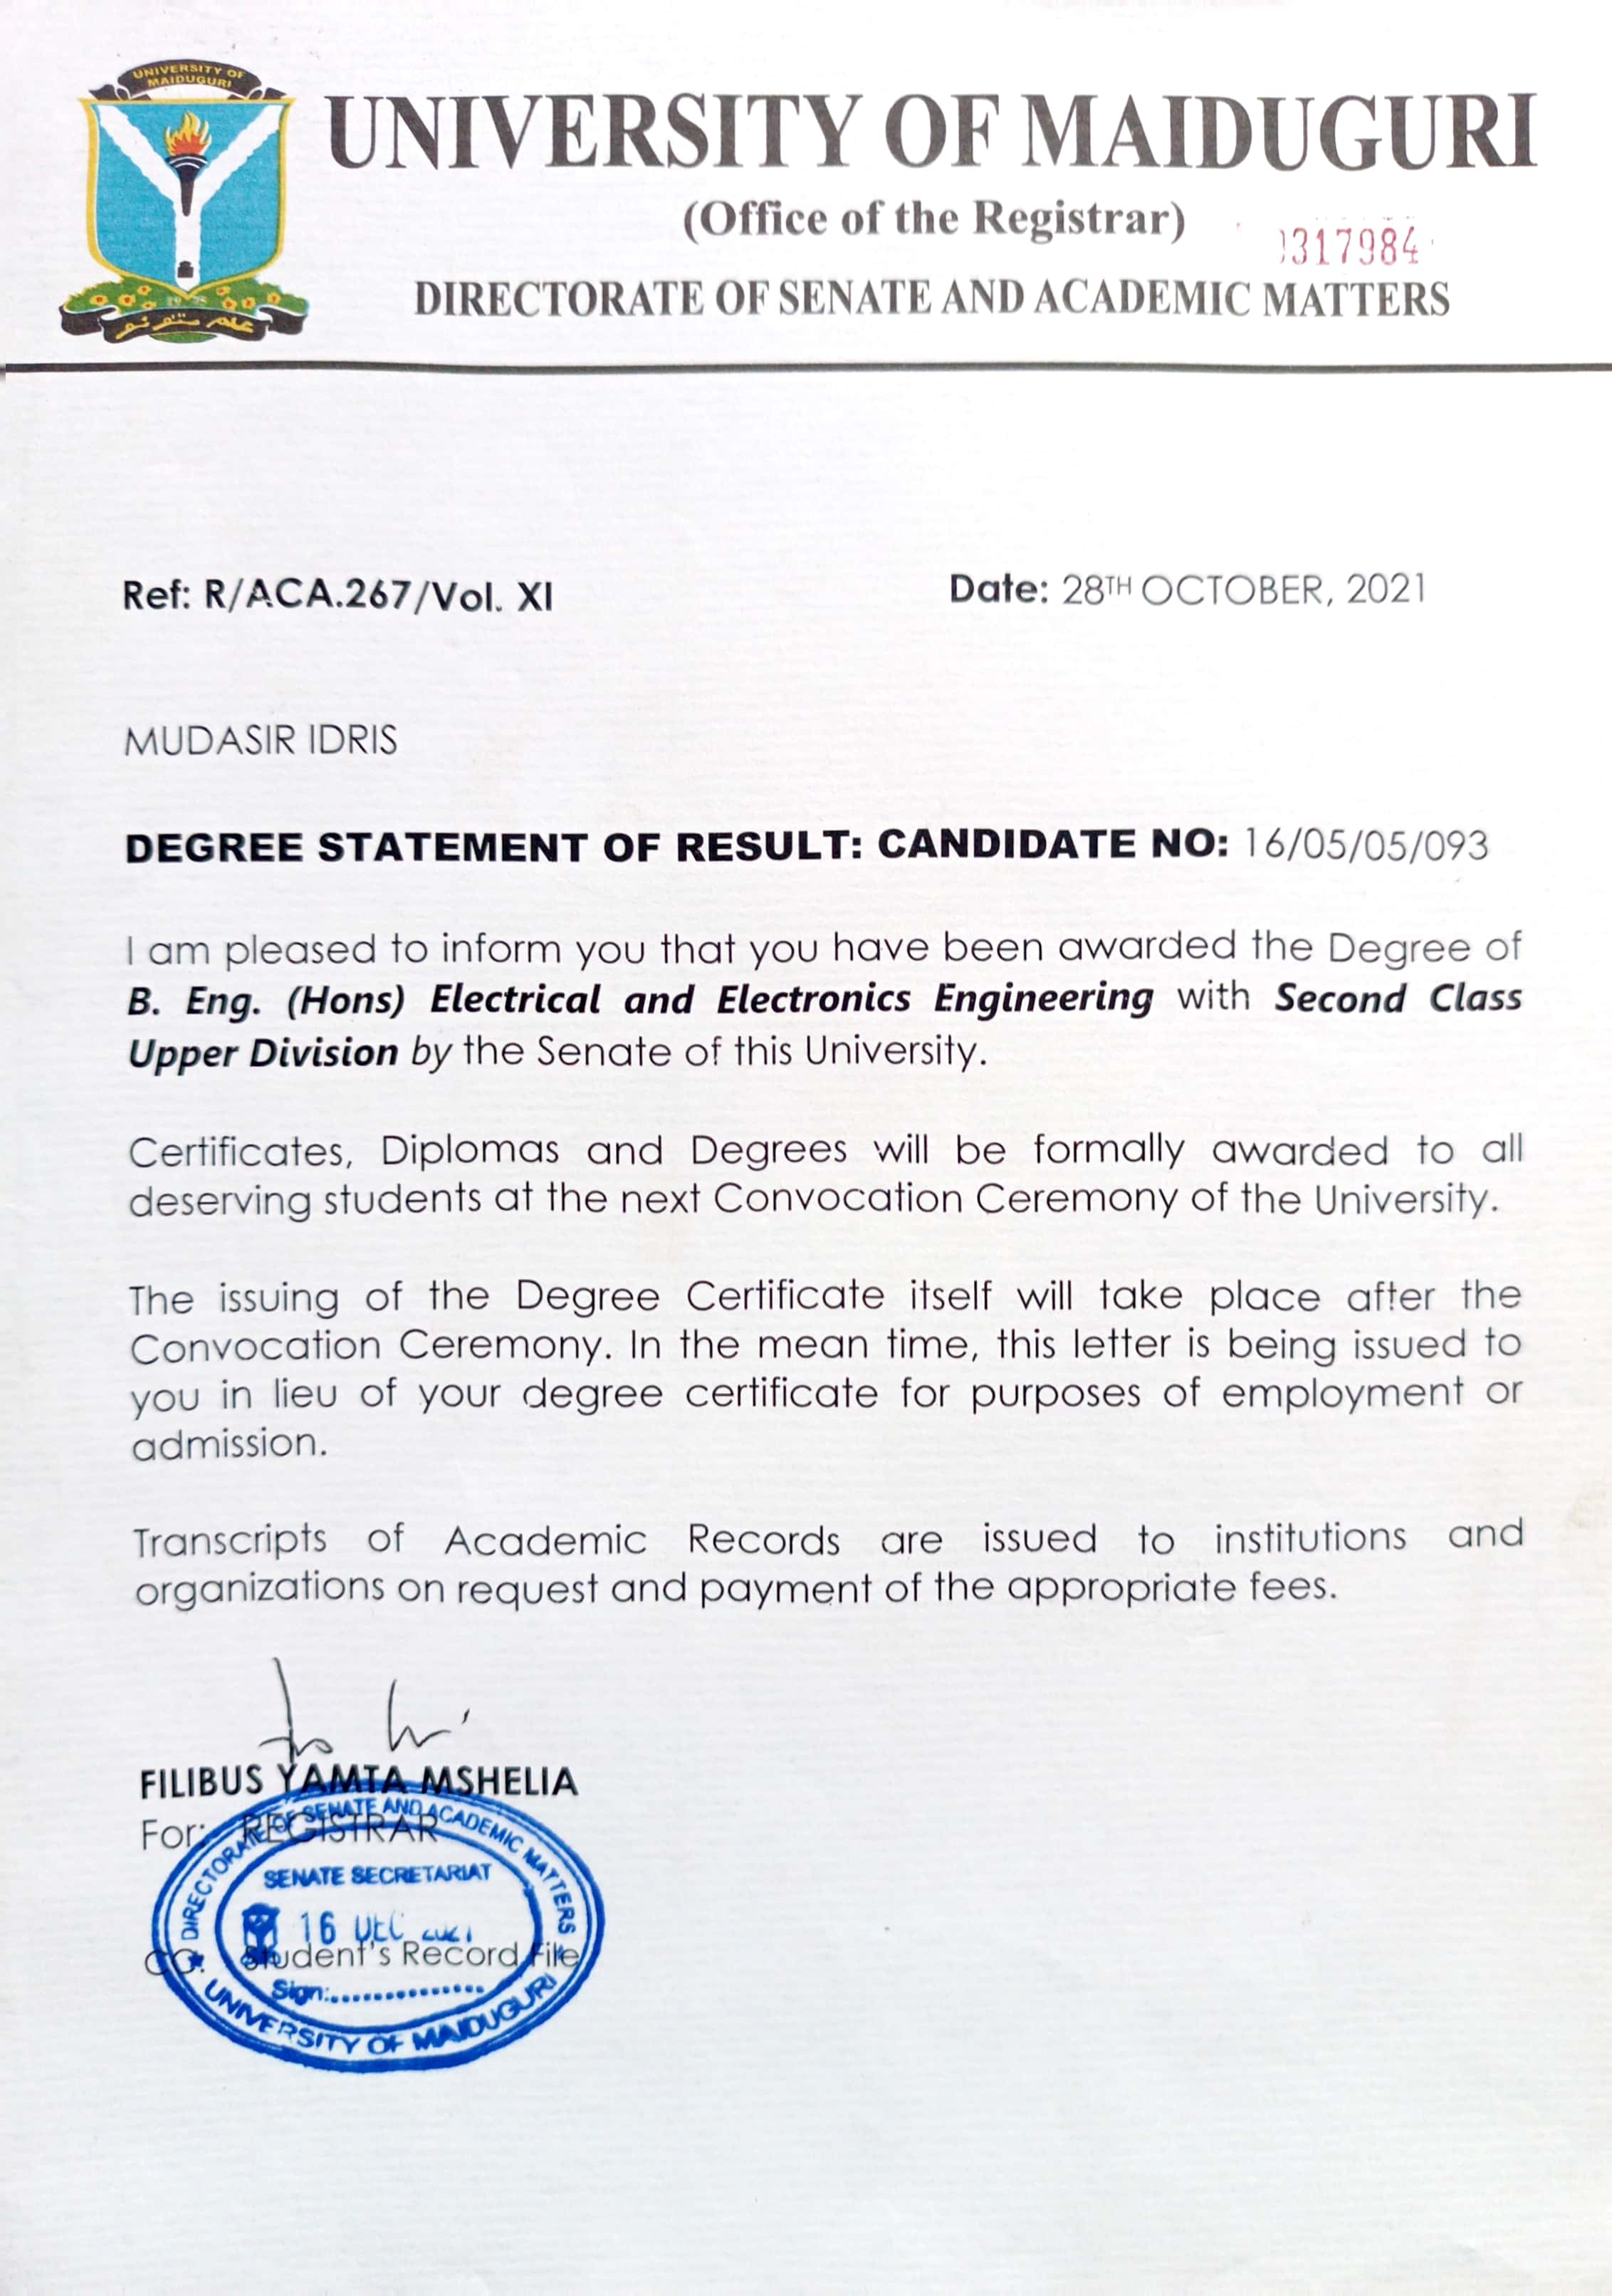 UNIVERSITY OF
MAIDUGURI
UNIVERSITY OF MAIDUGURI
(Office of the Registrar)
317984
DIRECTORATE OF SENATE AND ACADEMIC MATTERS
Ref: R/ACA.267/Vol. XI
Date: 28TH OCTOBER, 2021
MUDASIR IDRIS
DEGREE STATEMENT OF RESULT: CANDIDATE NO: 16/05/05/093
I am pleased to inform you that you have been awarded the Degree of
B. Eng. (Hons) Electrical and Electronics Engineering with Second Class
Upper Division by the Senate of this University.
Certificates, Diplomas and Degrees will be formally awarded to all
deserving students at the next Convocation Ceremony of the University.
The issuing of the Degree Certificate itself will take place after the
Convocation Ceremony. In the mean time, this letter is being issued to
you in lieu of your degree certificate for purposes of employment or
admission.
Transcripts of Academic Records are issued to institutions and
organizations on request and payment of the appropriate fees.
FILIBUS YAMTA MSHELIA
For: REGISTRAR
DIRECTORATE OF SENATE AND ACADEMIC MATTERS
SENATE SECRETARIAT
16 DEC 2021
CC: Student's Record File
Sign:...............
UNIVERSITY OF MAIDUGURI